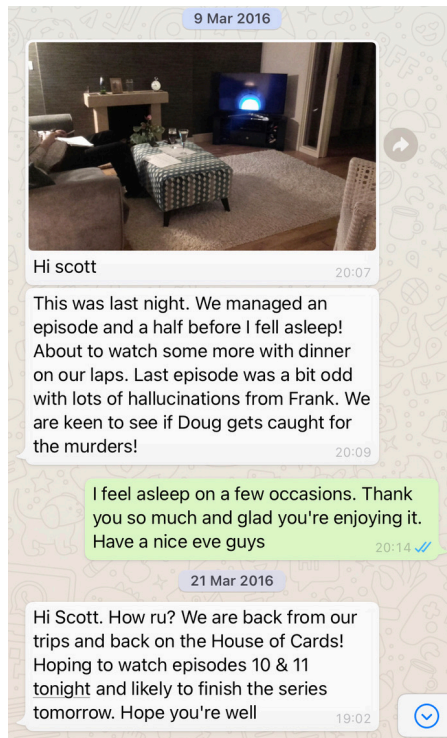 9 Mar 2016
Hi scott
20:07
This was last night. We managed an
episode and a half before I fell asleep!
About to watch some more with dinner
on our laps. Last episode was a bit odd
with lots of hallucinations from Frank. We
are keen to see if Doug gets caught for
the murders!
20:09
I feel asleep on a few occasions. Thank
you so much and glad you're enjoying it.
Have a nice eve guys
20:14
21 Mar 2016
Hi Scott. How ru? We are back from our
trips and back on the House of Cards!
Hoping to watch episodes 10 & 11
tonight and likely to finish the series
tomorrow. Hope you're well
19:02